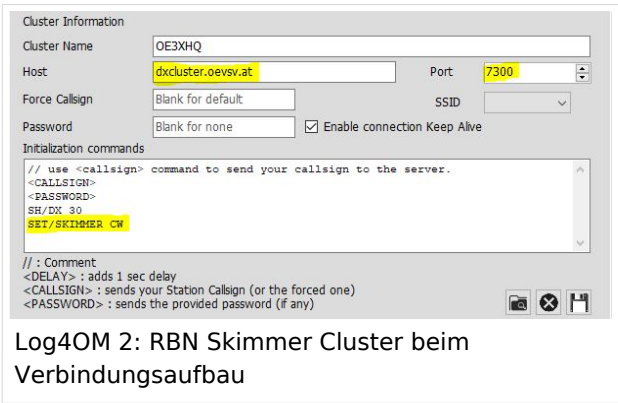 Cluster Information
Cluster Name OE3XHQ
Host dxcluster.oevsv.at Port 7300
Force Callsign Blank for default SSID
Password Blank for none Enable connection Keep Alive
Initialization commands
// use <callsign> command to send your callsign to the server.
<CALLSIGN>
<PASSWORD>
SH/DX 30
SET/SKIMMER CW
// : Comment
<DELAY> : adds 1 sec delay
<CALLSIGN> : sends your Station Callsign (or the forced one)
<PASSWORD> : sends the provided password (if any)
Log4OM 2: RBN Skimmer Cluster beim
Verbindungsaufbau